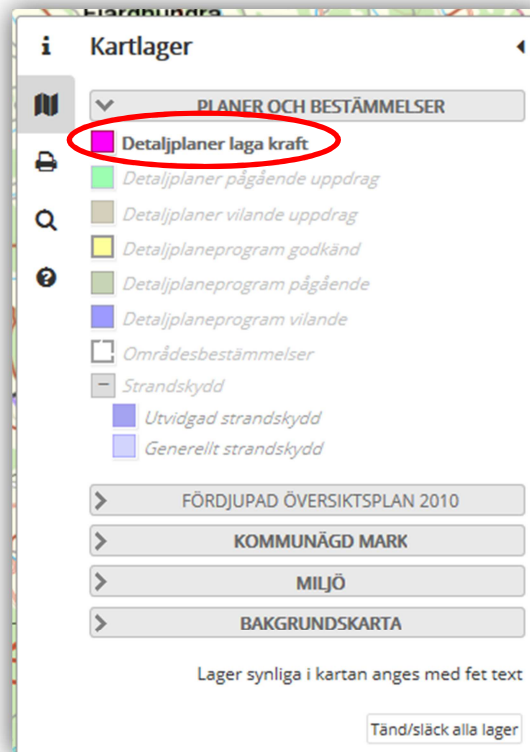 Fjärdhundra
Kartlager
PLANER OCH BESTÄMMELSER
Detaljplaner laga kraft
Detaljplaner pågående uppdrag
Detaljplaner vilande uppdrag
Detaljplaneprogram godkänd
Detaljplaneprogram pågående
Detaljplaneprogram vilande
Områdesbestämmelser
Strandskydd
Utvidgad strandskydd
Generellt strandskydd
FÖRDJUPAD ÖVERSIKTSPLAN 2010
KOMMUNÄGD MARK
MILJÖ
BAKGRUNDSKARTA
Lager synliga i kartan anges med fet text
Tänd/släck alla lager